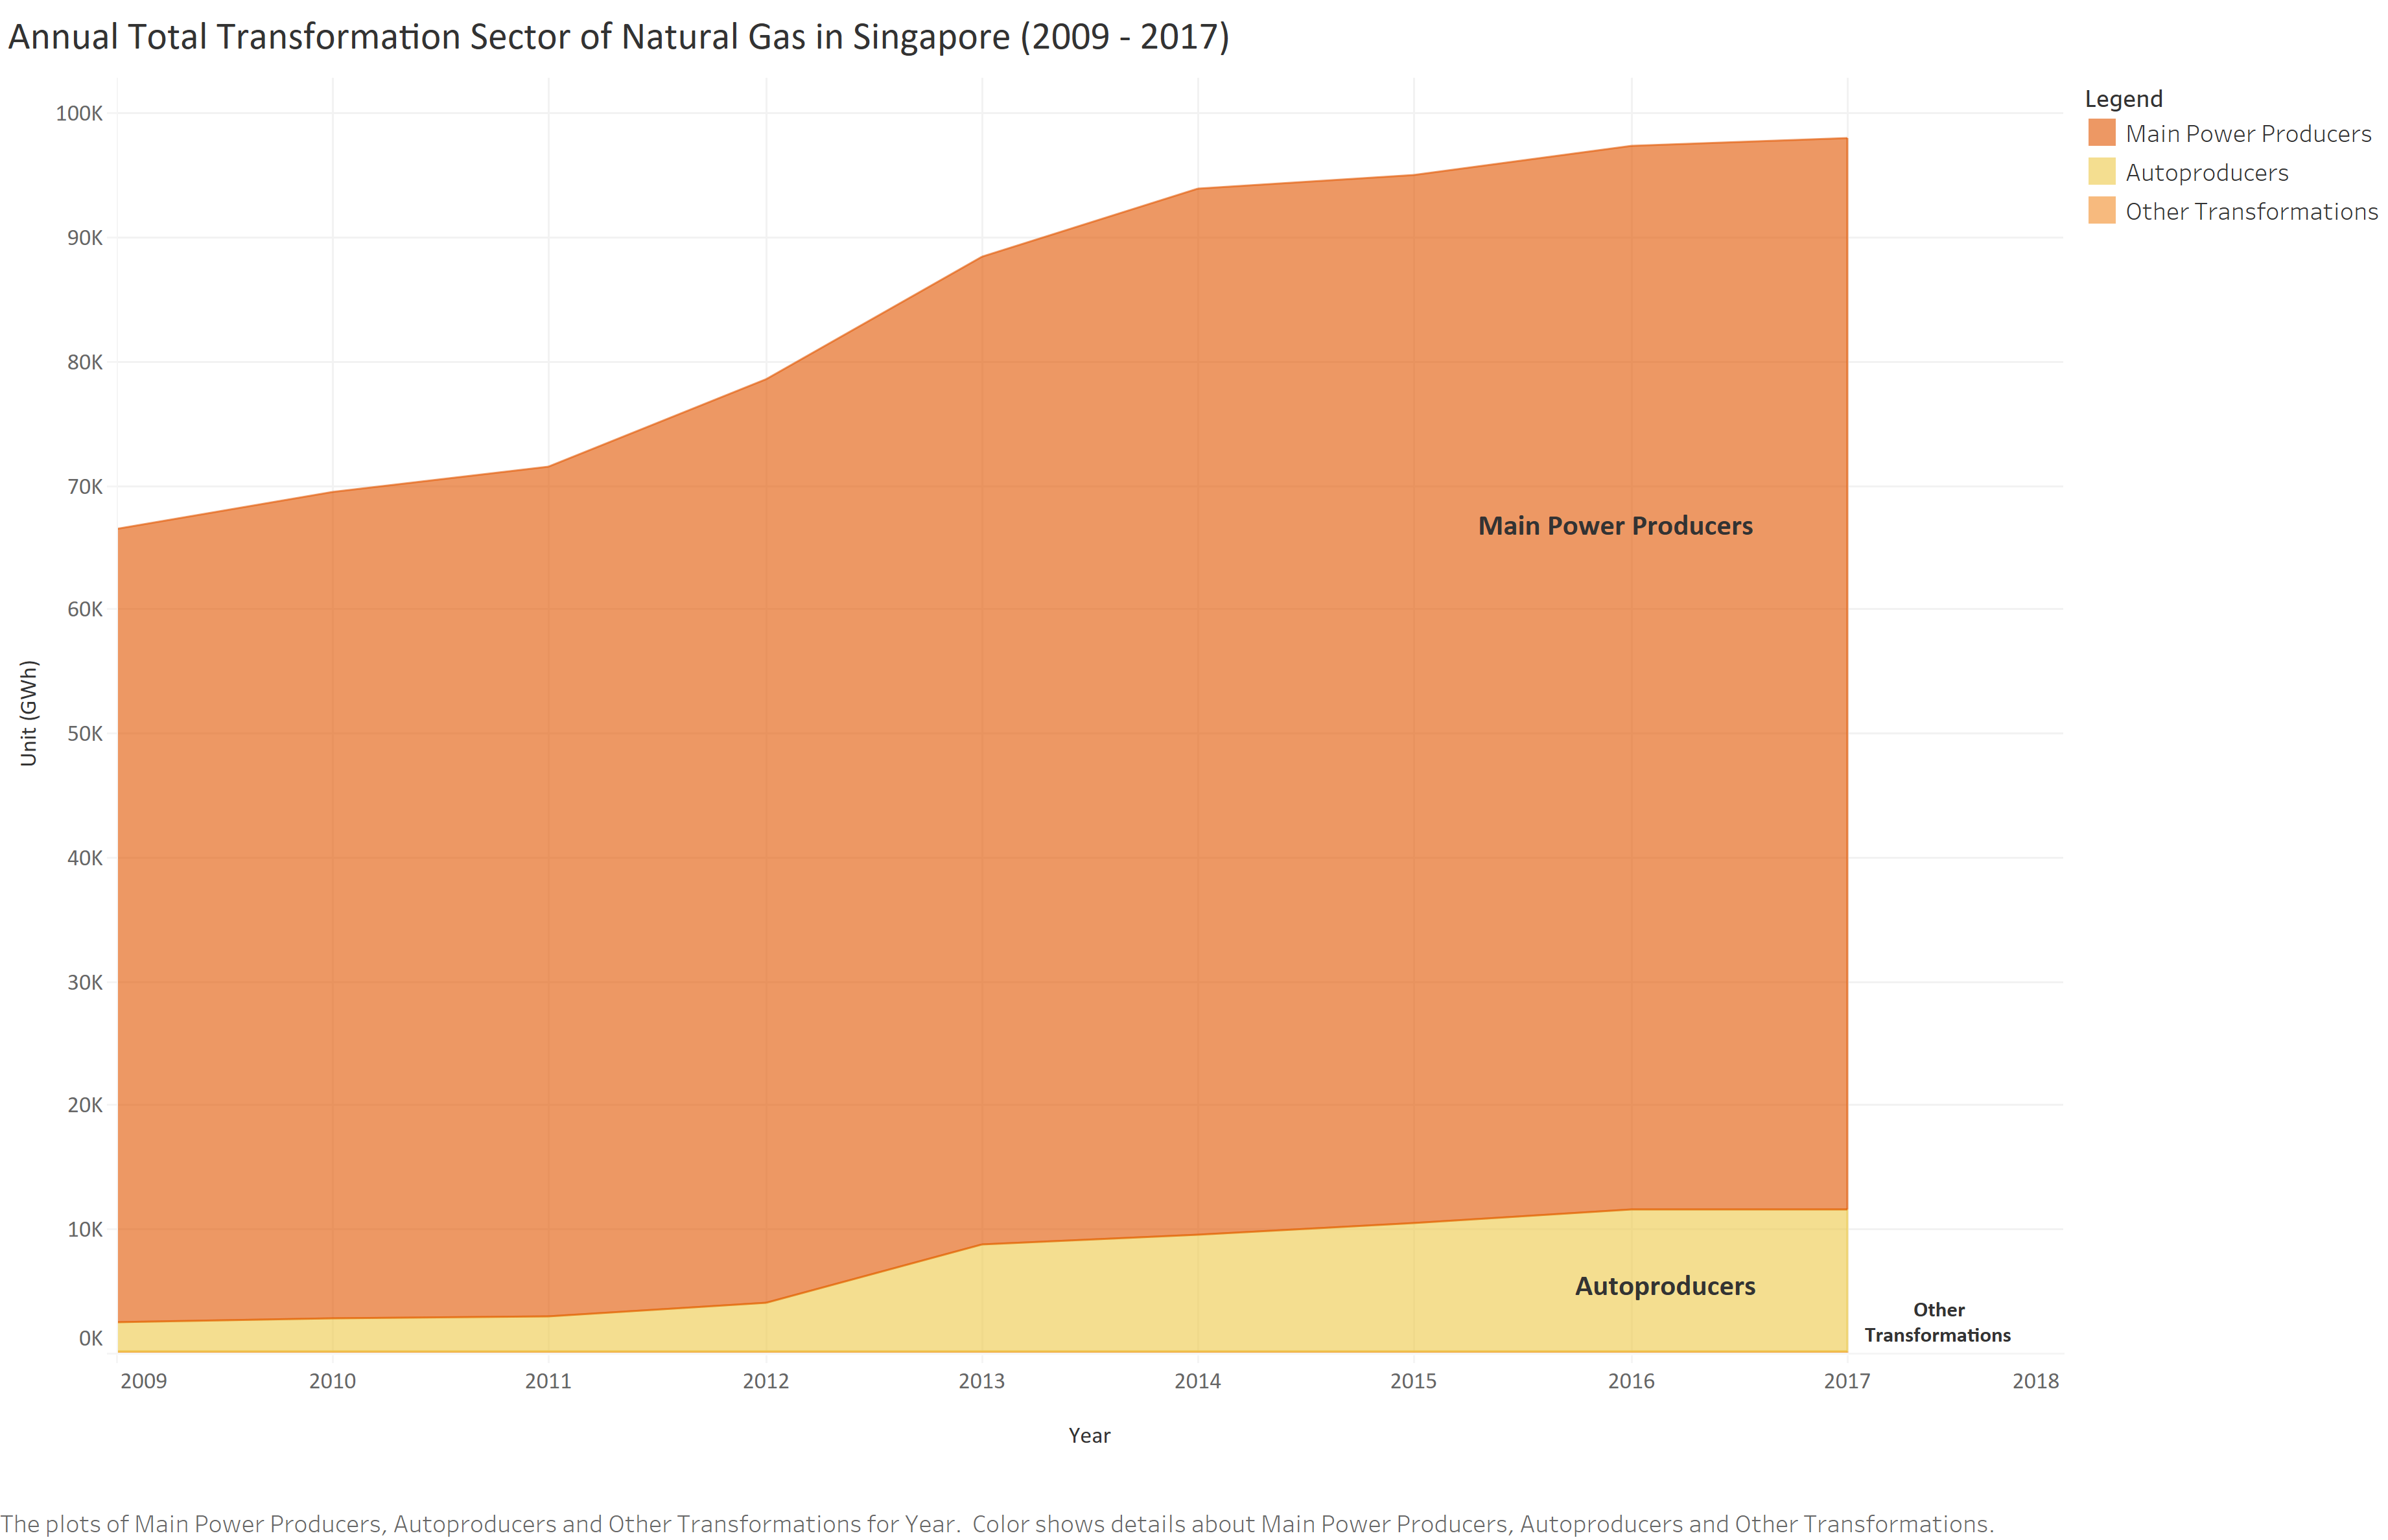 Annual Total Transformation Sector of Natural Gas in Singapore (2009 - 2017)
Legend
Main Power Producers
Autoproducers
Other Transformations
100K
90K
80K
70K
60K
50K
40K
30K
20K
10K
0K
Unit (GWh)
Main Power Producers
Autoproducers
Other
Transformations
2009 2010 2011 2012 2013 2014 2015 2016 2017 2018
Year
The plots of Main Power Producers, Autoproducers and Other Transformations for Year.  Color shows details about Main Power Producers, Autoproducers and Other Transformations.